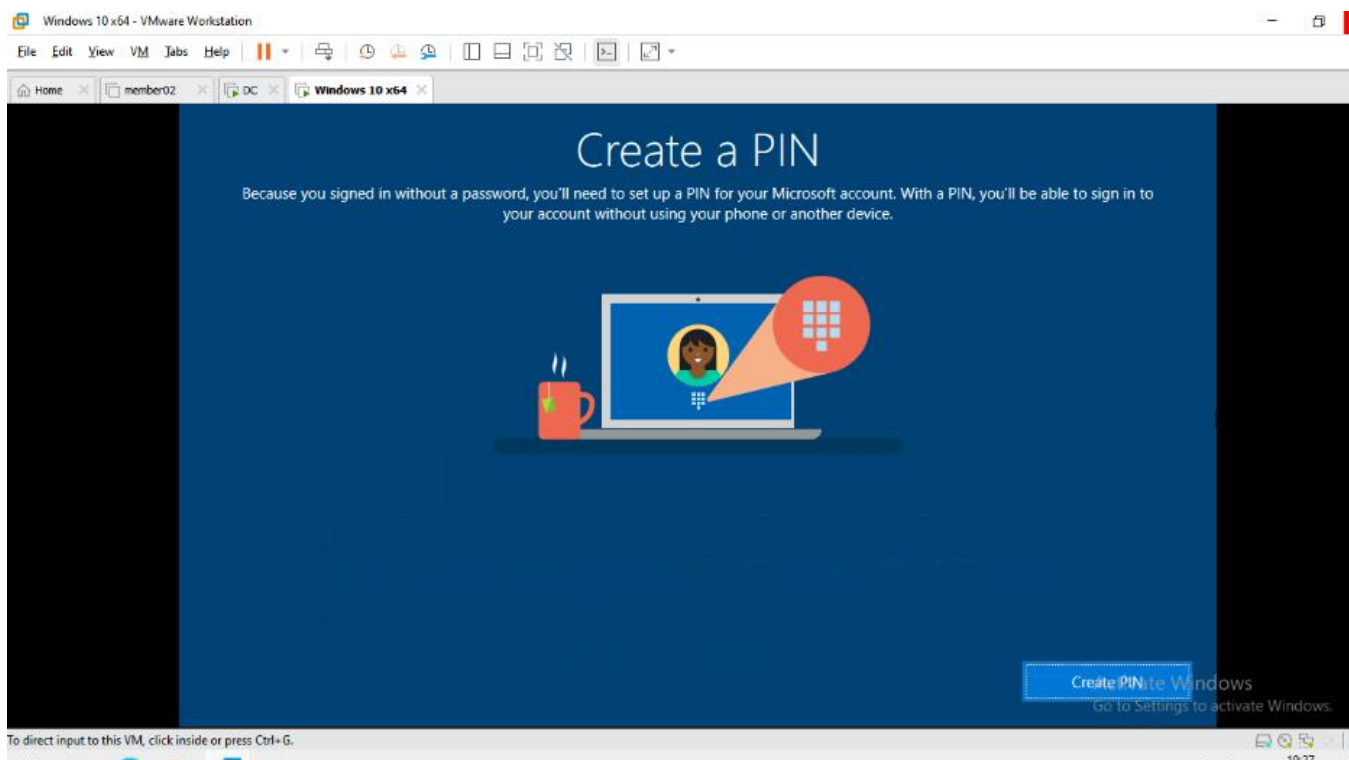 Windows 10 x64 - VMware Workstation
File Edit View VM Tabs Help
Home member02 DC Windows 10 x64
Create a PIN
Because you signed in without a password, you'll need to set up a PIN for your Microsoft account. With a PIN, you'll be able to sign in to
your account without using your phone or another device.
Create PIN
Windows
Go to Settings to activate Windows.
To direct input to this VM, click inside or press Ctrl+G.